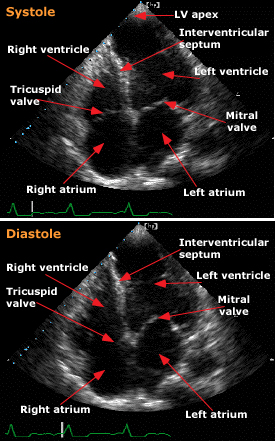 Systole
LV apex
Right ventricle
Interventricular
septum
Left ventricle
Tricuspid
valve
Mitral
valve
Right atrium
Left atrium
Diastole
Interventricular
septum
Right ventricle
Left ventricle
Tricuspid
valve
Mitral
valve
Right atrium
Left atrium